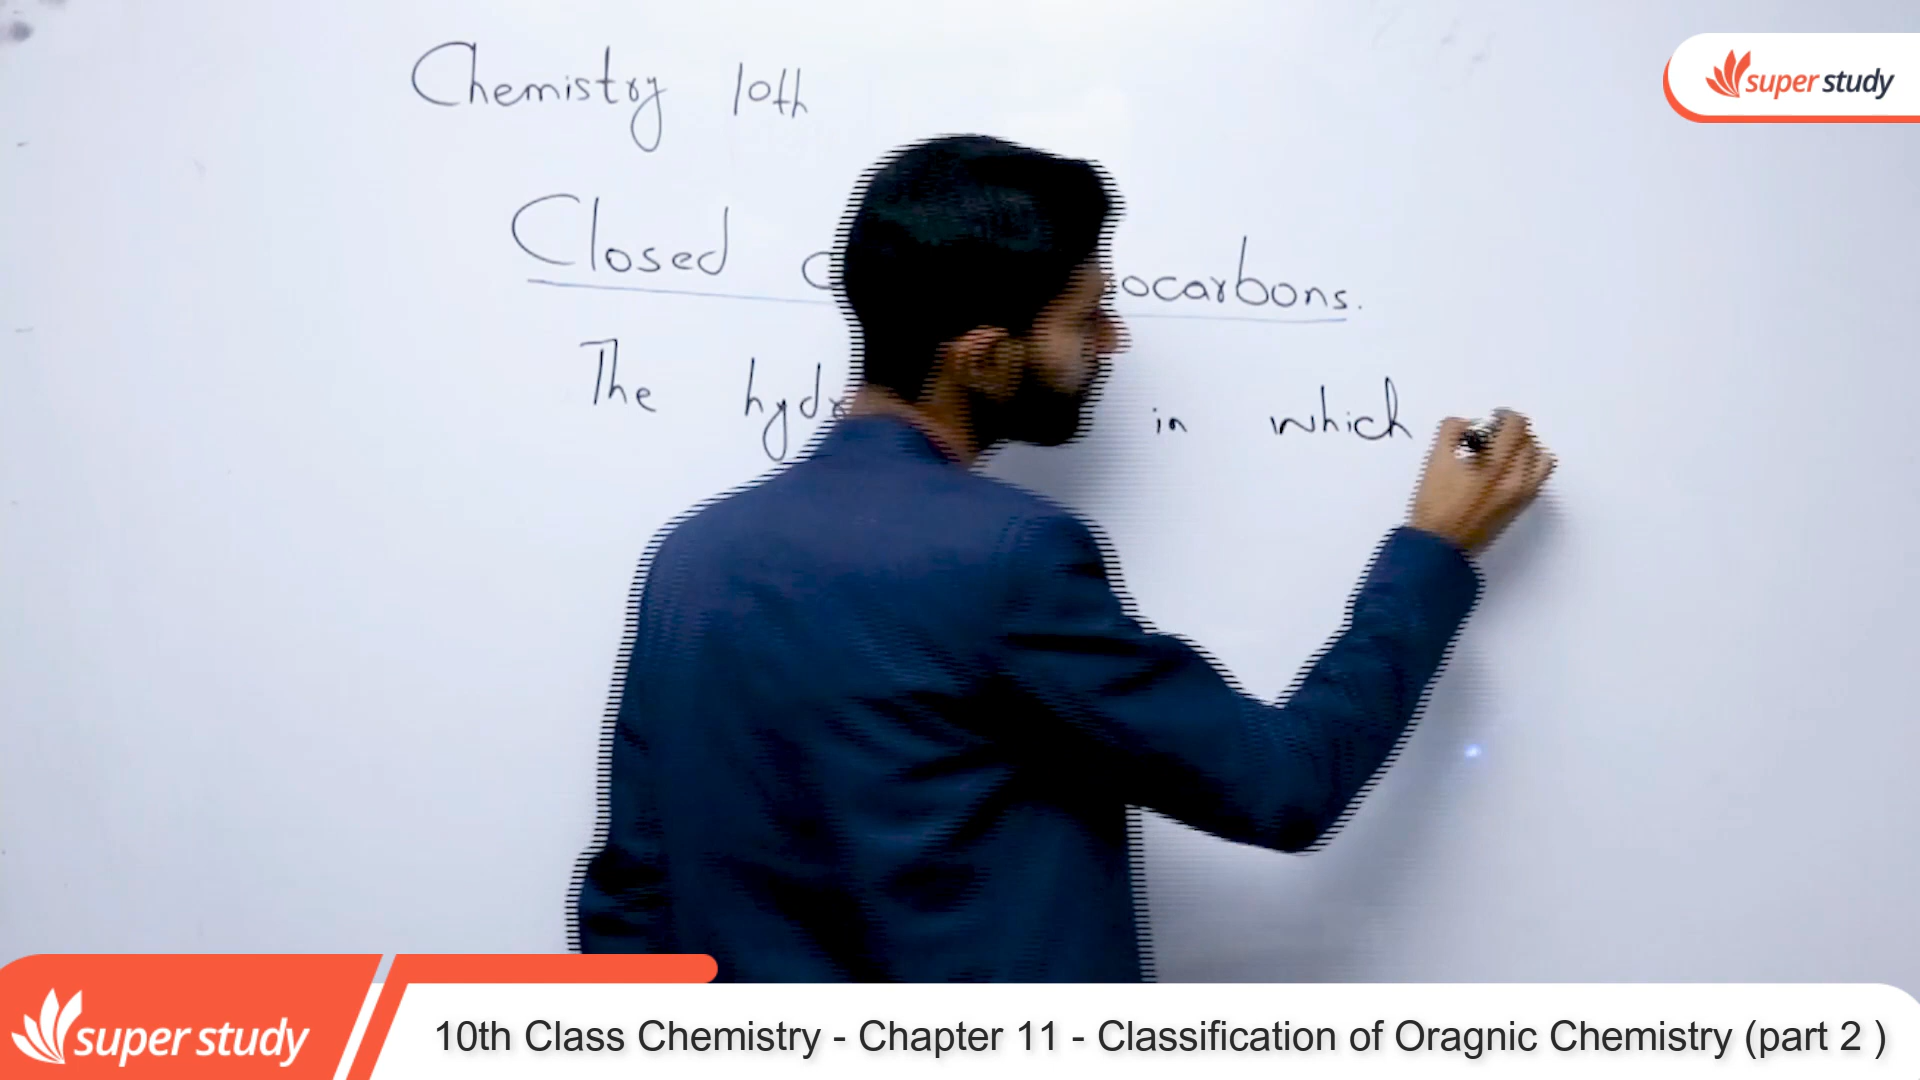 Chemistry 10th
super study
Closed
The in which
super study
10th Class Chemistry - Chapter 11 - Classification of Oragnic Chemistry (part 2 )